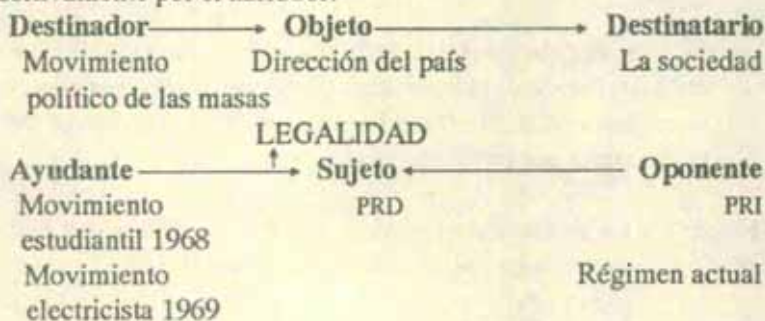 Destinador Objeto Destinatario
Movimiento Dirección del país La sociedad
político de las masas
LEGALIDAD
Ayudante Sujeto Oponente
Movimiento PRD PRI
estudiantil 1968
Movimiento Régimen actual
electricista 1969